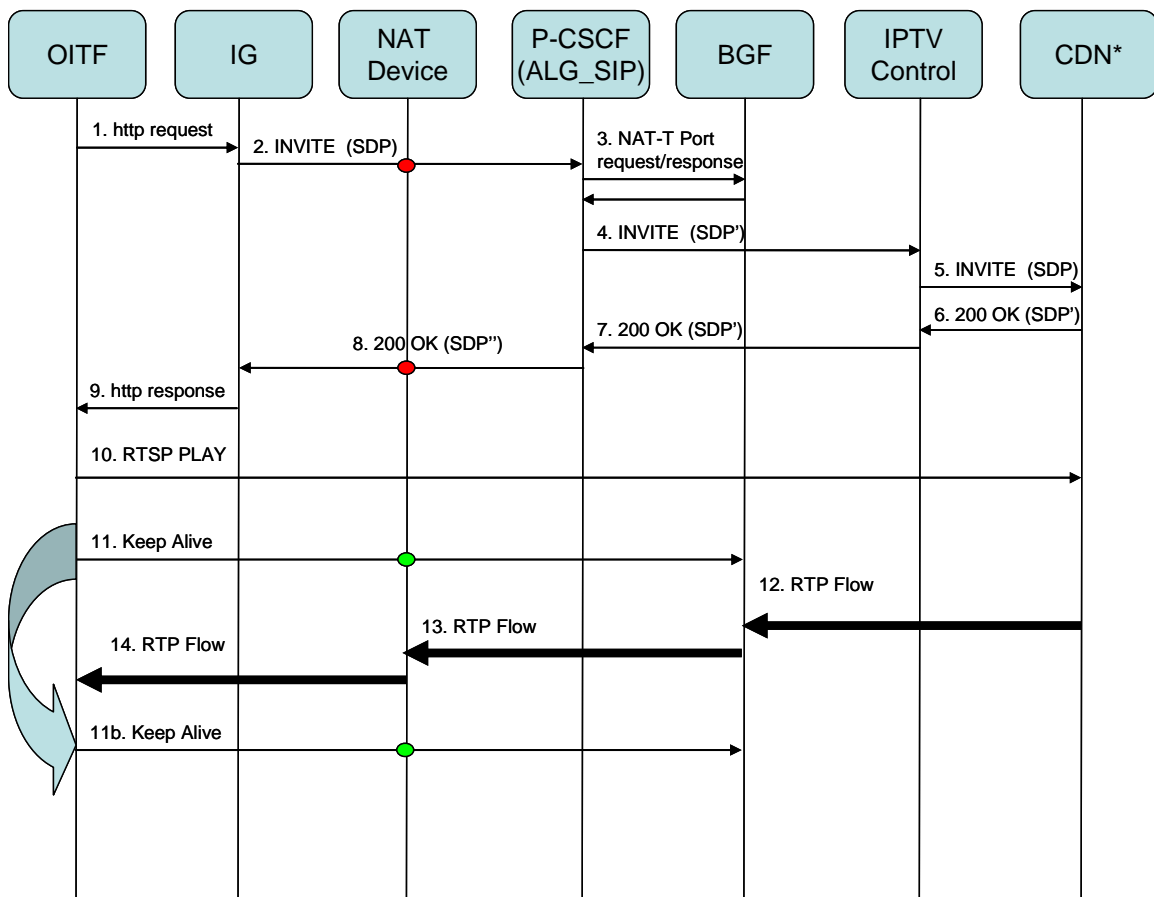 OITF
IG
NAT
Device
P-CSCF
(ALG_SIP)
BGF
IPTV
Control
CDN*
1. http request
2. INVITE (SDP)
3. NAT-T Port
request/response
4. INVITE (SDP')
5. INVITE (SDP)
6. 200 OK (SDP')
7. 200 OK (SDP')
8. 200 OK (SDP'')
9. http response
10. RTSP PLAY
11. Keep Alive
12. RTP Flow
13. RTP Flow
14. RTP Flow
11b. Keep Alive